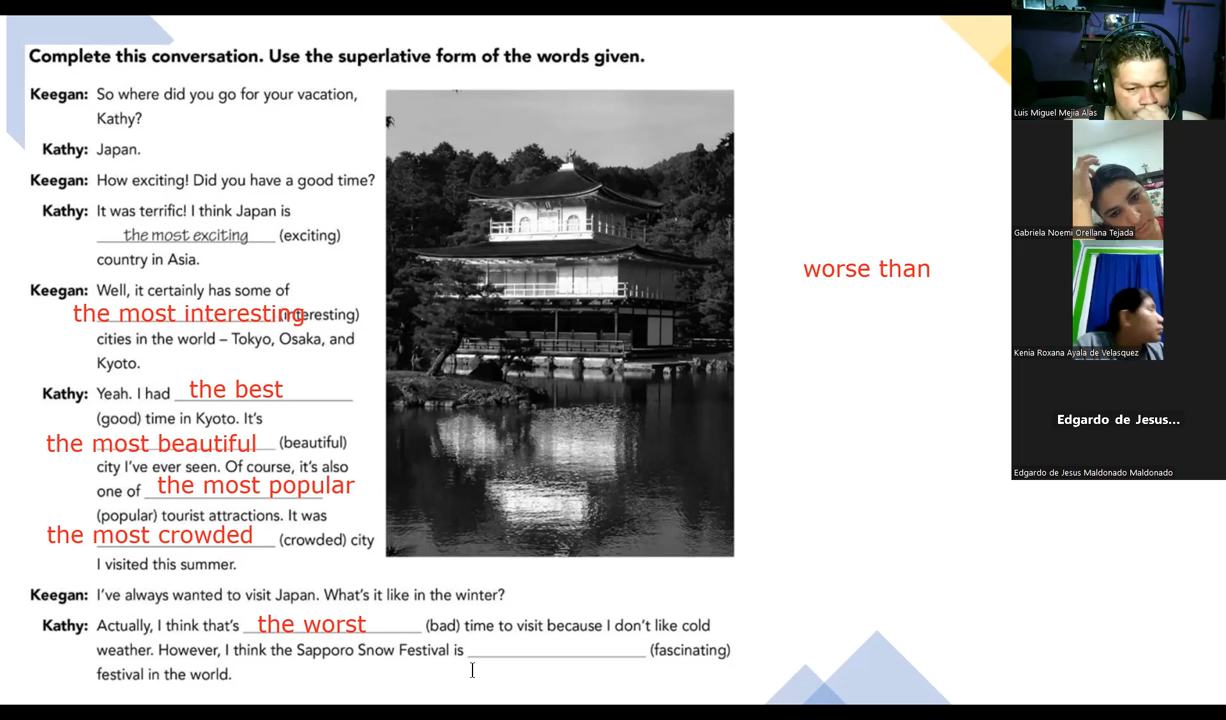 Complete this conversation. Use the superlative form of the words given.
Keegan: So where did you go for your vacation,
Kathy?
Kathy: Japan.
Keegan: How exciting! Did you have a good time?
Kathy: It was terrific! I think Japan is
the most exciting (exciting)
country in Asia.
Keegan: Well, it certainly has some of
the most interesting (interesting)
cities in the world – Tokyo, Osaka, and
Kyoto.
Kathy: Yeah. I had the best
(good) time in Kyoto. It's
the most beautiful (beautiful)
city I've ever seen. Of course, it's also
one of the most popular
(popular) tourist attractions. It was
the most crowded (crowded) city
I visited this summer.
Keegan: I've always wanted to visit Japan. What's it like in the winter?
Kathy: Actually, I think that's the worst (bad) time to visit because I don't like cold
weather. However, I think the Sapporo Snow Festival is (fascinating)
festival in the world.
worse than
Luis Miguel Mejia Alas
Gabriela Noemi Orellana Tejada
Kenia Roxana Ayala de Velasquez
Edgardo de Jesus...
Edgardo de Jesus Maldonado Maldonado